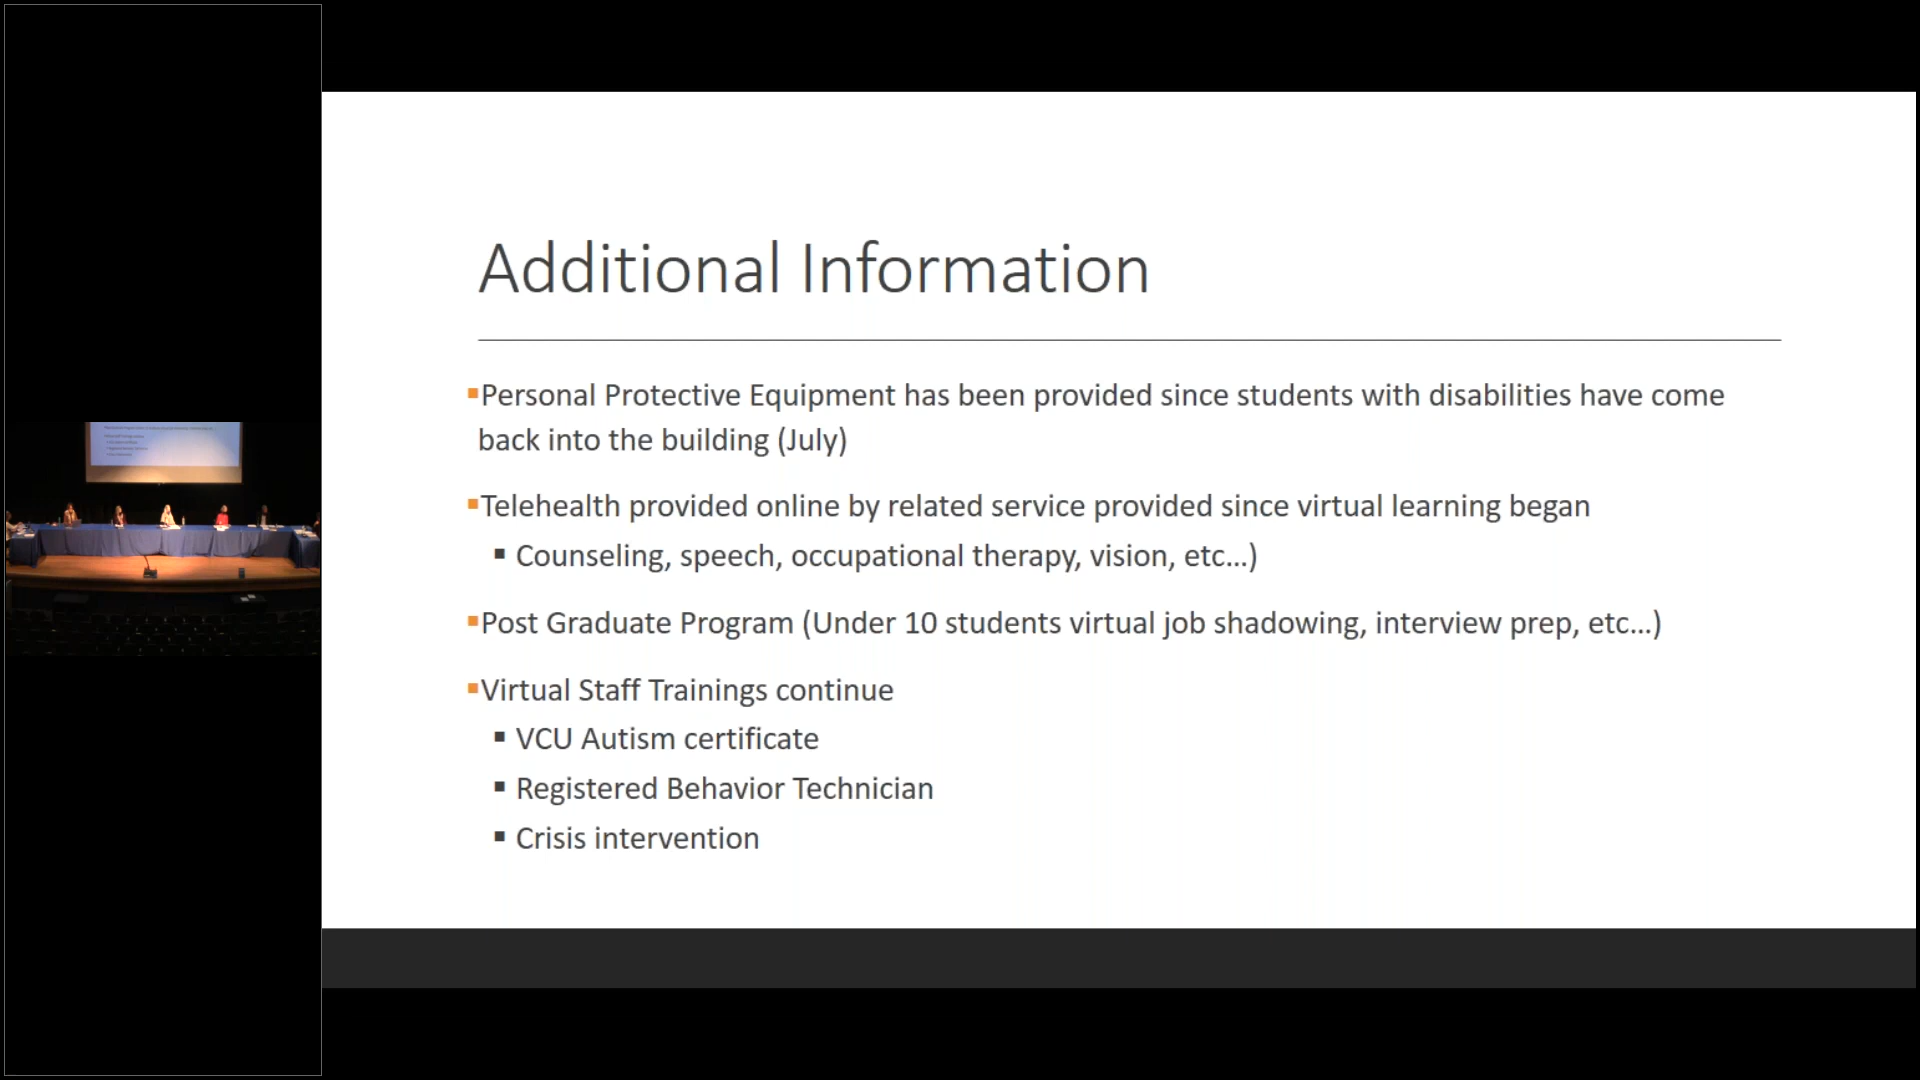 Additional Information
▪Personal Protective Equipment has been provided since students with disabilities have come
back into the building (July)
▪Telehealth provided online by related service provided since virtual learning began
▪ Counseling, speech, occupational therapy, vision, etc...)
▪Post Graduate Program (Under 10 students virtual job shadowing, interview prep, etc...)
▪Virtual Staff Trainings continue
▪ VCU Autism certificate
▪ Registered Behavior Technician
▪ Crisis intervention